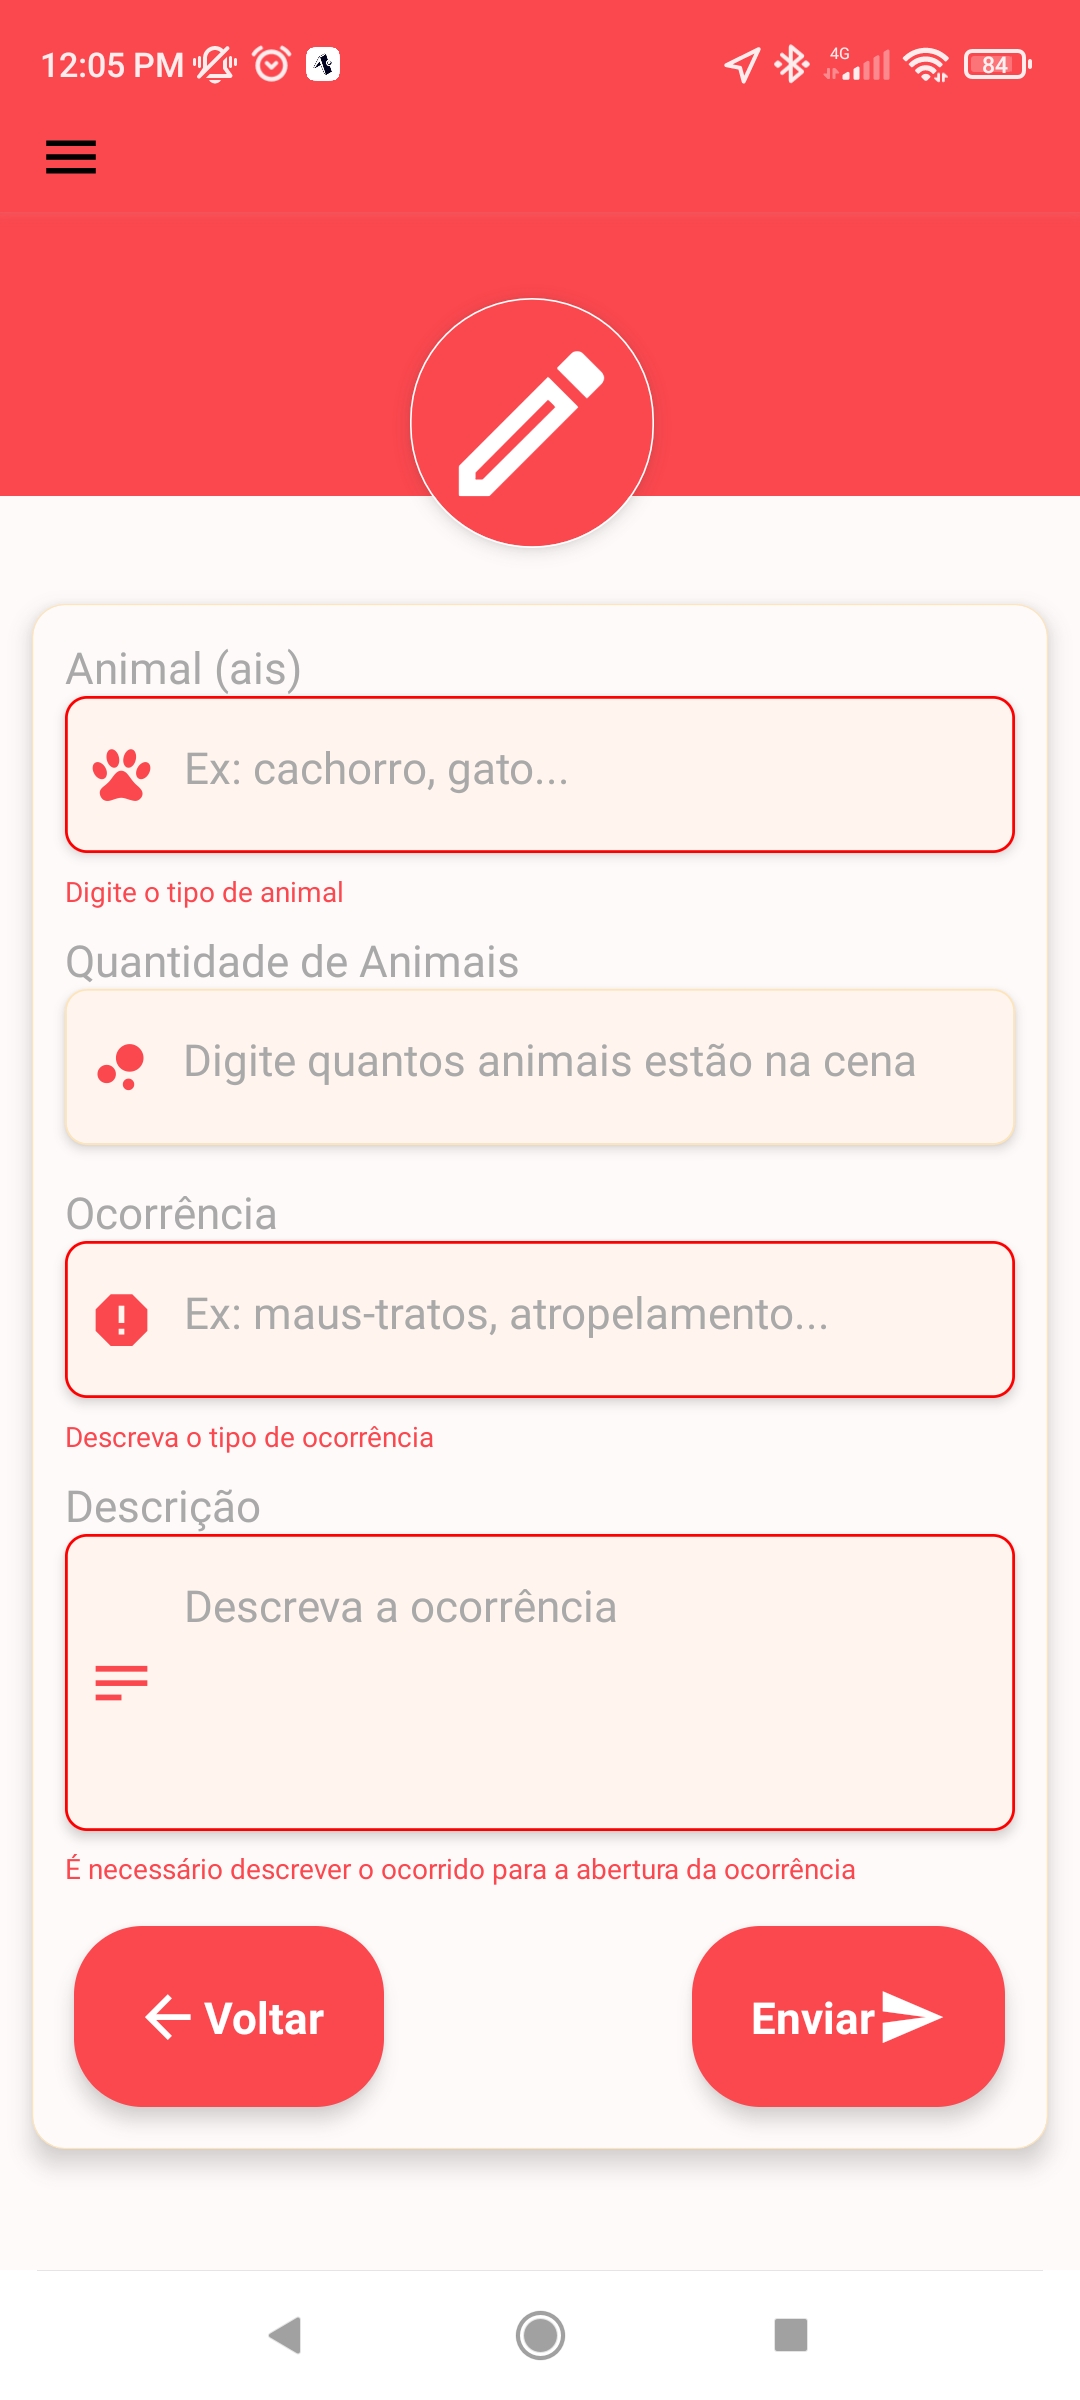 12:05 PM
4G
84
Animal (ais)
Ex: cachorro, gato...
Digite o tipo de animal
Quantidade de Animais
Digite quantos animais estão na cena
Ocorrência
Ex: maus-tratos, atropelamento...
Descreva o tipo de ocorrência
Descrição
Descreva a ocorrência
É necessário descrever o ocorrido para a abertura da ocorrência
Voltar
Enviar